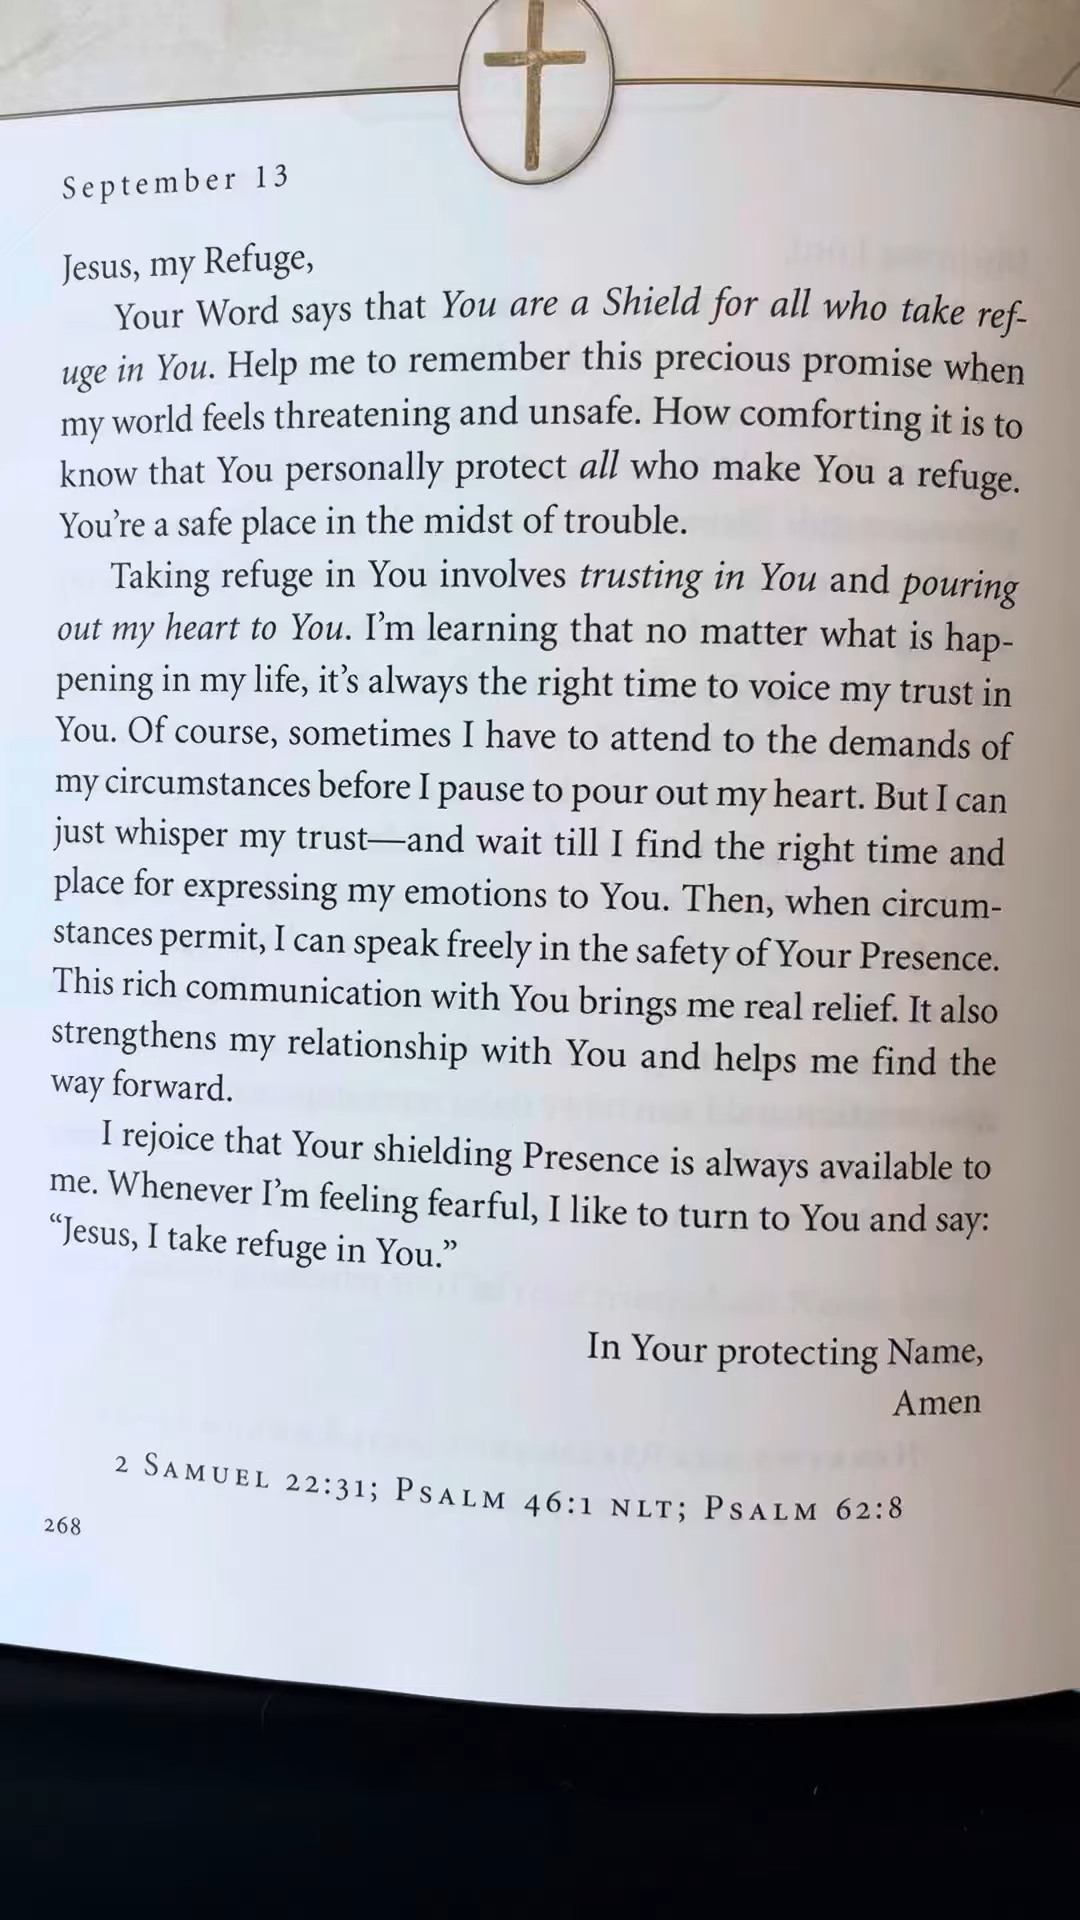 September 13
Jesus, my Refuge,
Your Word says that You are a Shield for all who take ref-
uge in You. Help me to remember this precious promise when
my world feels threatening and unsafe. How comforting it is to
know that You personally protect all who make You a refuge.
You're a safe place in the midst of trouble.
Taking refuge in You involves trusting in You and pouring
out my heart to You. I'm learning that no matter what is hap-
pening in my life, it's always the right time to voice my trust in
You. Of course, sometimes I have to attend to the demands of
my circumstances before I pause to pour out my heart. But I can
just whisper my trust—and wait till I find the right time and
place for expressing my emotions to You. Then, when circum-
stances permit, I can speak freely in the safety of Your Presence.
This rich communication with You brings me real relief. It also
strengthens my relationship with You and helps me find the
way forward.
I rejoice that Your shielding Presence is always available to
me. Whenever I'm feeling fearful, I like to turn to You and say:
“Jesus, I take refuge in You.”
In Your protecting Name,
Amen
2 SAMUEL 22:31; PSALM 46:1 NLT; PSALM 62:8
268